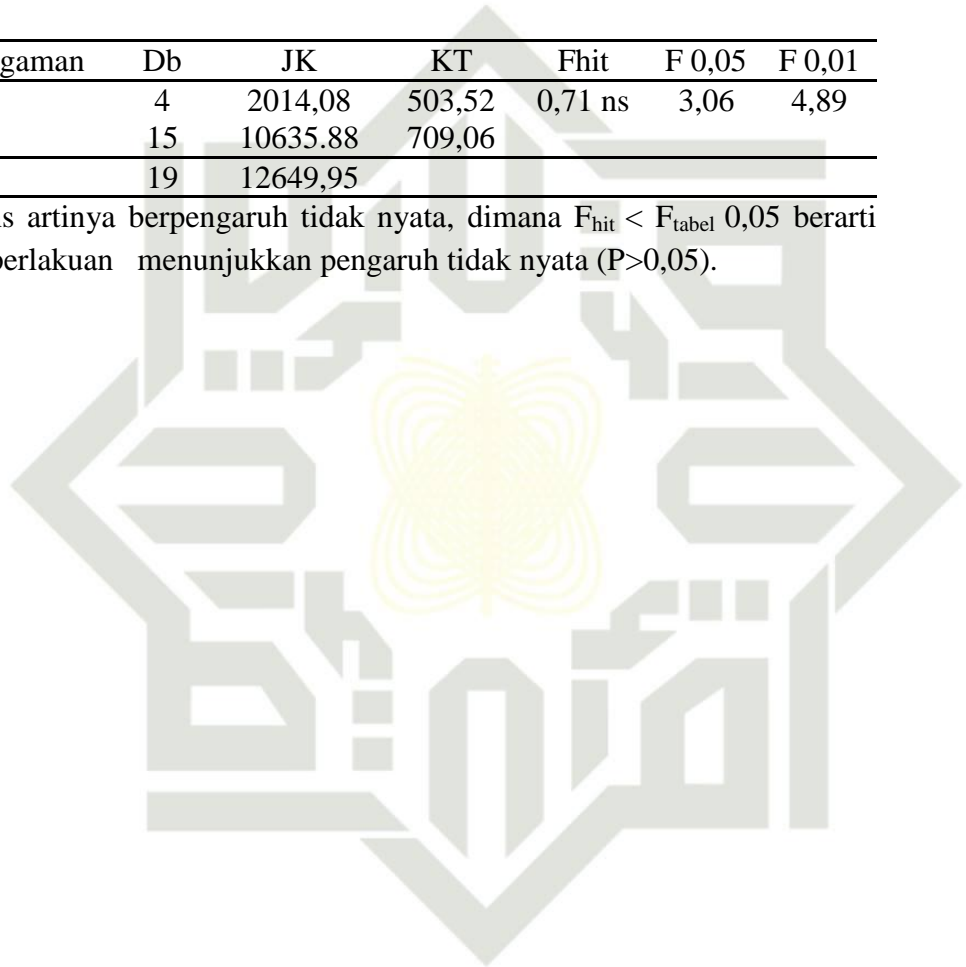 gaman Db JK KT Fhit F 0,05 F 0,01
4 2014,08 503,52 0,71 ns 3,06 4,89
15 10635.88 709,06
19 12649,95
s artinya berpengaruh tidak nyata, dimana Fhit < Ftabel 0,05 berarti
perlakuan menunjukkan pengaruh tidak nyata (P>0,05).